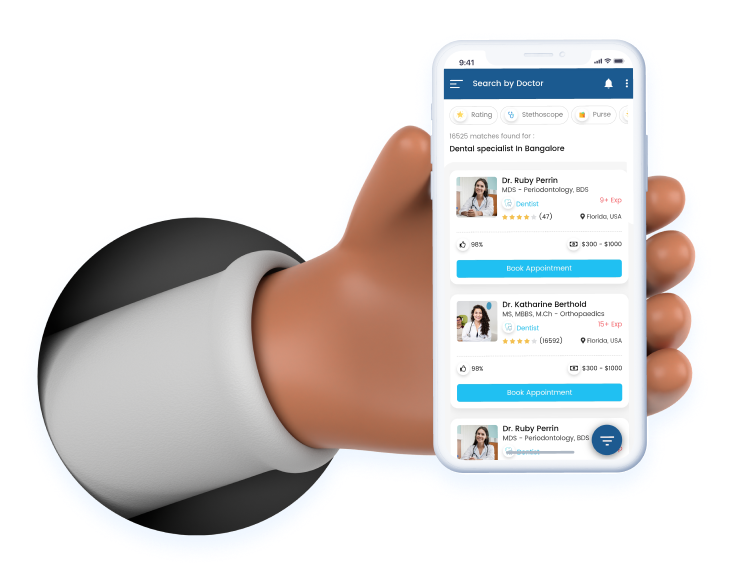 9:41
Search by Doctor
Rating Stethoscope Purse
16525 matches found for :
Dental specialist In Bangalore
Dr. Ruby Perrin
MDS - Periodontology, BDS
9+ Exp
Dentist
(47) Florida, USA
98% $300 - $1000
Book Appointment
Dr. Katharine Berthold
MS, MBBS, M.Ch - Orthopaedics
15+ Exp
Dentist
(16592) Florida, USA
98% $300 - $1000
Book Appointment
Dr. Ruby Perrin
MDS - Periodontology, BDS
Dentist